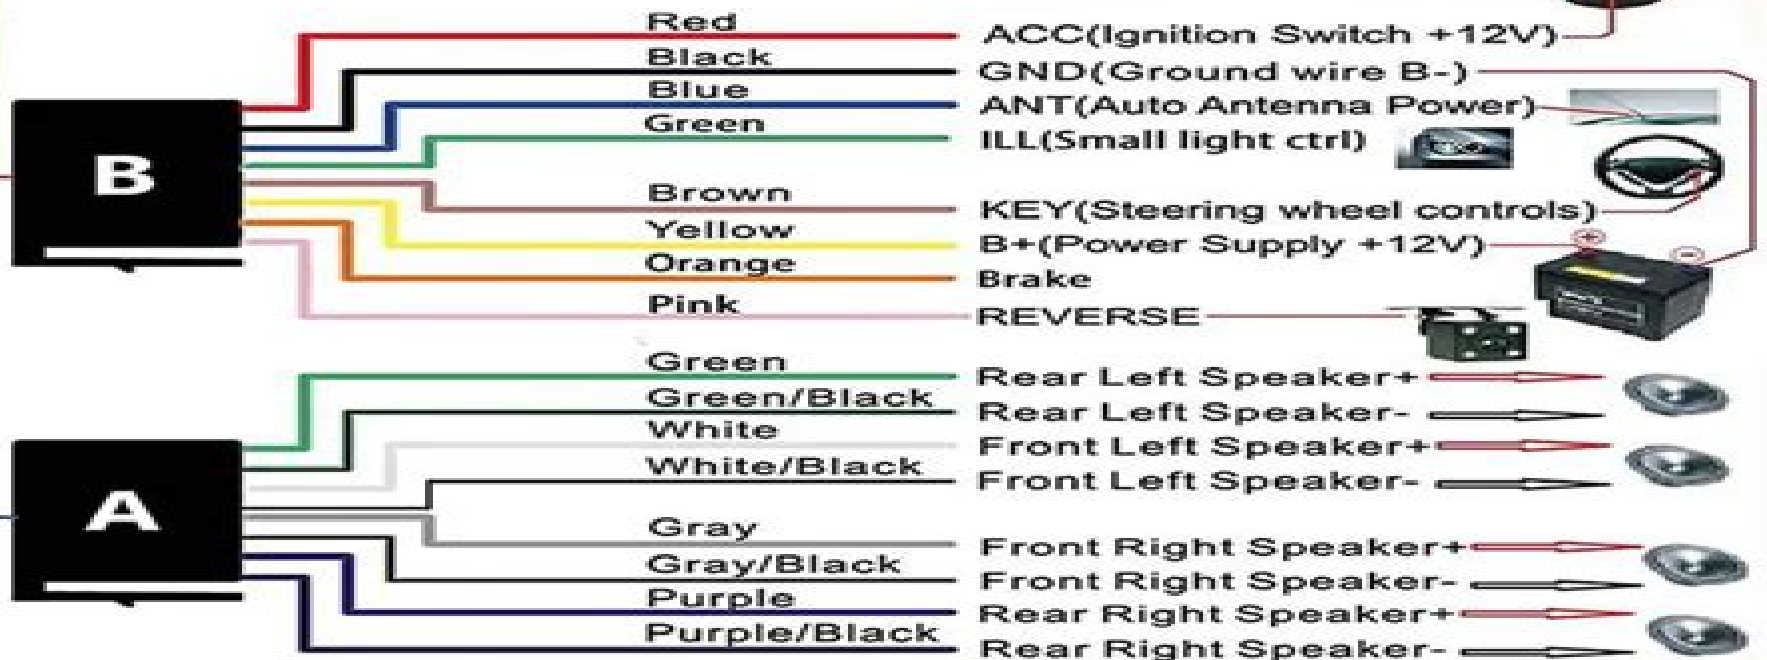 Red
ACC(Ignition Switch +12V)
Black
GND(Ground wire B-)
Blue
ANT(Auto Antenna Power)
Green
ILL(Small light ctrl)
B
Brown
KEY(Steering wheel controls)
Yellow
B+(Power Supply +12V)
Orange
Brake
Pink
REVERSE
Green
Rear Left Speaker+
Green/Black
Rear Left Speaker-
White
Front Left Speaker+
White/Black
Front Left Speaker-
A
Gray
Front Right Speaker+
Gray/Black
Front Right Speaker-
Purple
Rear Right Speaker+
Purple/Black
Rear Right Speaker-